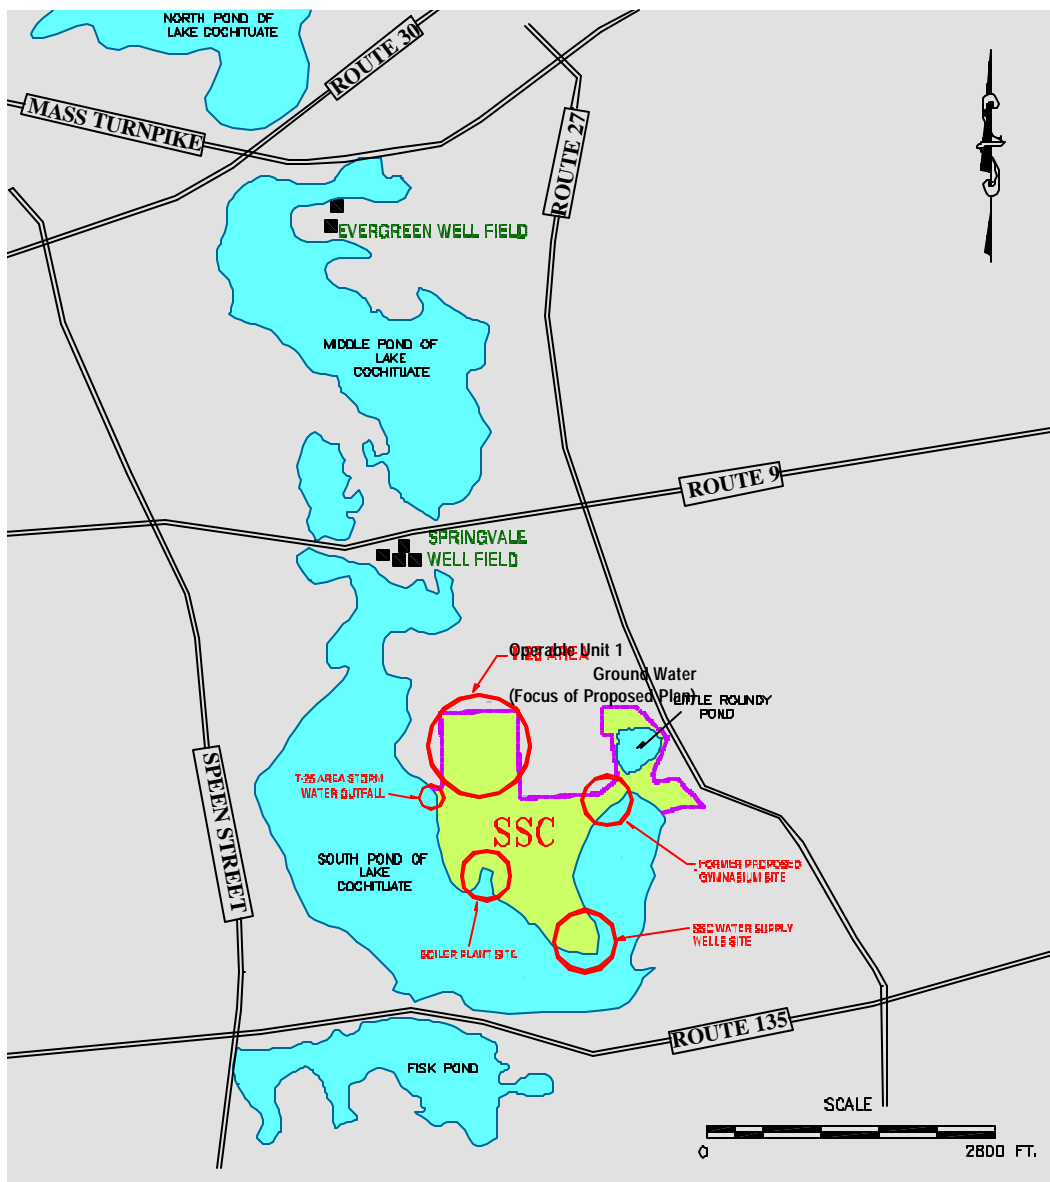 NORTH POND OF
LAKE COCHITUATE
ROUTE 30
MASS TURNPIKE
ROUTE 27
EVERGREEN WELL FIELD
MIDDLE POND OF
LAKE
COCHITUATE
ROUTE 9
SPRINGVALE
WELL FIELD
Operable Unit 1
T-25 AREA
Ground Water
(Focus of Proposed Plan)
LITTLE ROUNDY
POND
SPEEN STREET
T-25 AREA STORM
WATER OUTFALL
SSC
SOUTH POND OF
LAKE
COCHITUATE
FORMER PROPOSED
GYMNASIUM SITE
SSC WATER SUPPLY
WELLS SITE
BOILER PLANT SITE
ROUTE 135
FISK POND
SCALE
0
2800 FT.